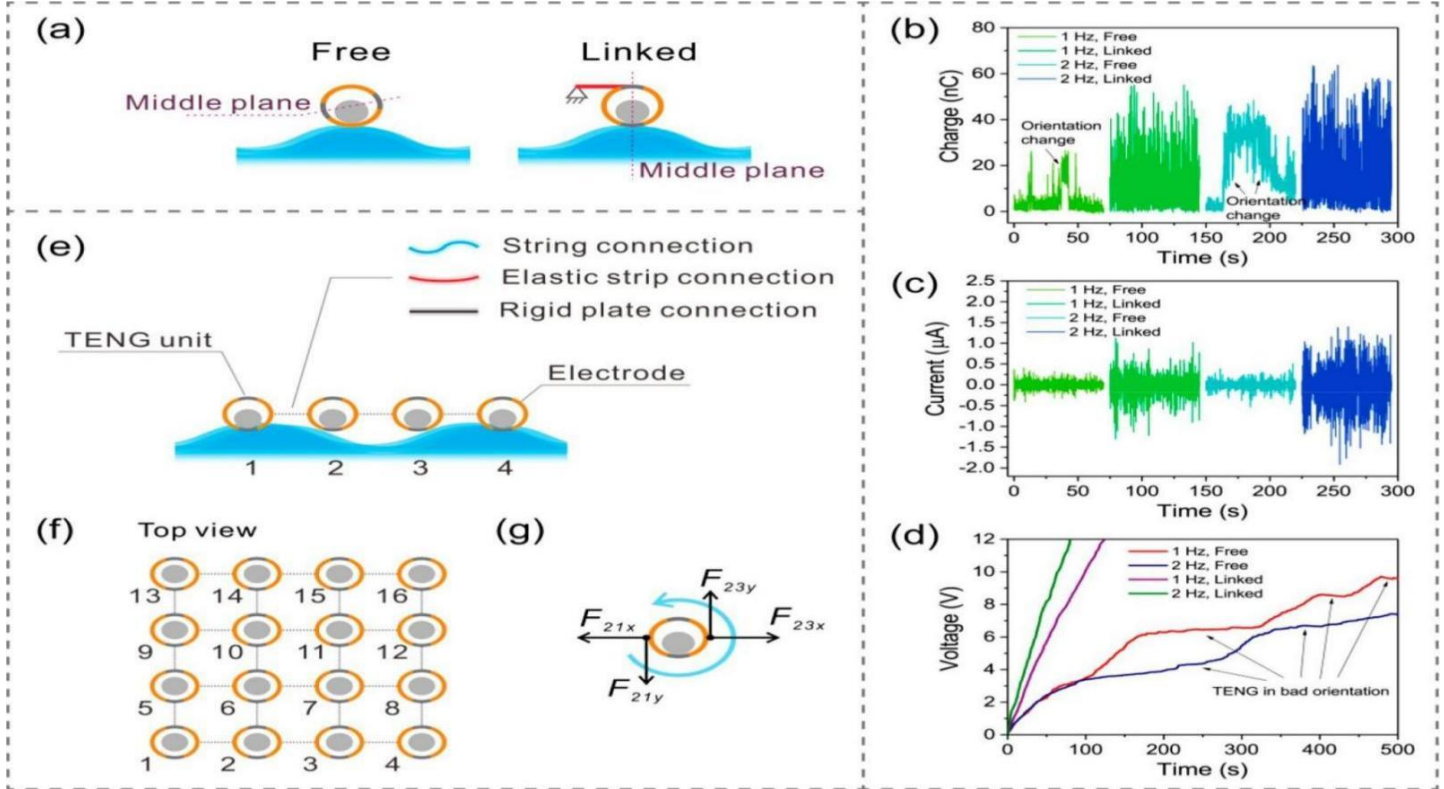 (a)
Free
Linked
Middle plane
Middle plane
(b)
1 Hz, Free
1 Hz, Linked
2 Hz, Free
2 Hz, Linked
Orientation
change
Orientation
change
Charge (nC)
80
60
40
20
0
0 50 100 150 200 250 300
Time (s)
(e)
String connection
Elastic strip connection
Rigid plate connection
TENG unit
Electrode
1 2 3 4
(c)
1 Hz, Free
1 Hz, Linked
2 Hz, Free
2 Hz, Linked
Current (µA)
2.5
2.0
1.5
1.0
0.5
0.0
-0.5
-1.0
-1.5
-2.0
0 50 100 150 200 250 300
Time (s)
(f)
Top view
13 14 15 16
9 10 11 12
5 6 7 8
1 2 3 4
(g)
F23y
F21x
F23x
F21y
(d)
1 Hz, Free
2 Hz, Free
1 Hz, Linked
2 Hz, Linked
TENG in bad orientation
Voltage (V)
12
10
8
6
4
2
0
0 100 200 300 400 500
Time (s)